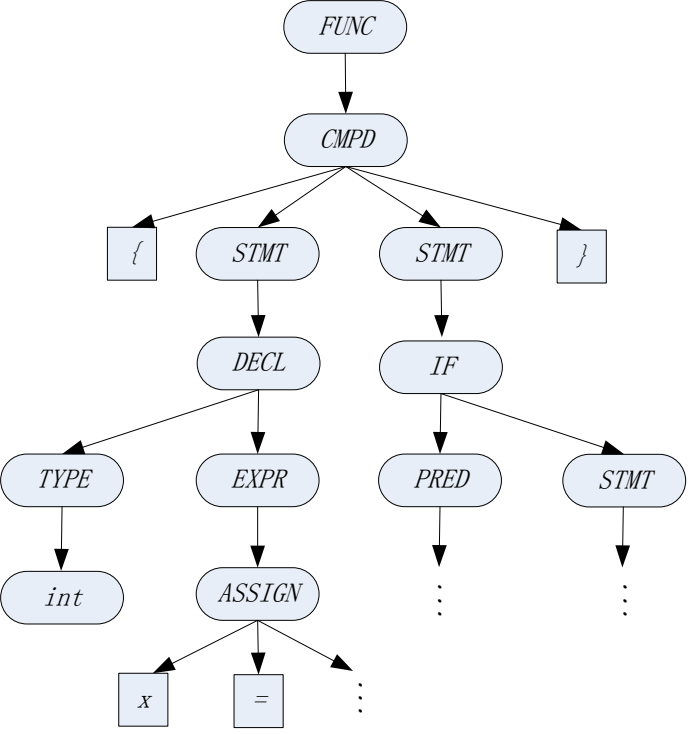 FUNC
CMPD
{ STMT STMT }
DECL IF
TYPE EXPR PRED STMT
int ASSIGN ⋮ ⋮
x = ⋮